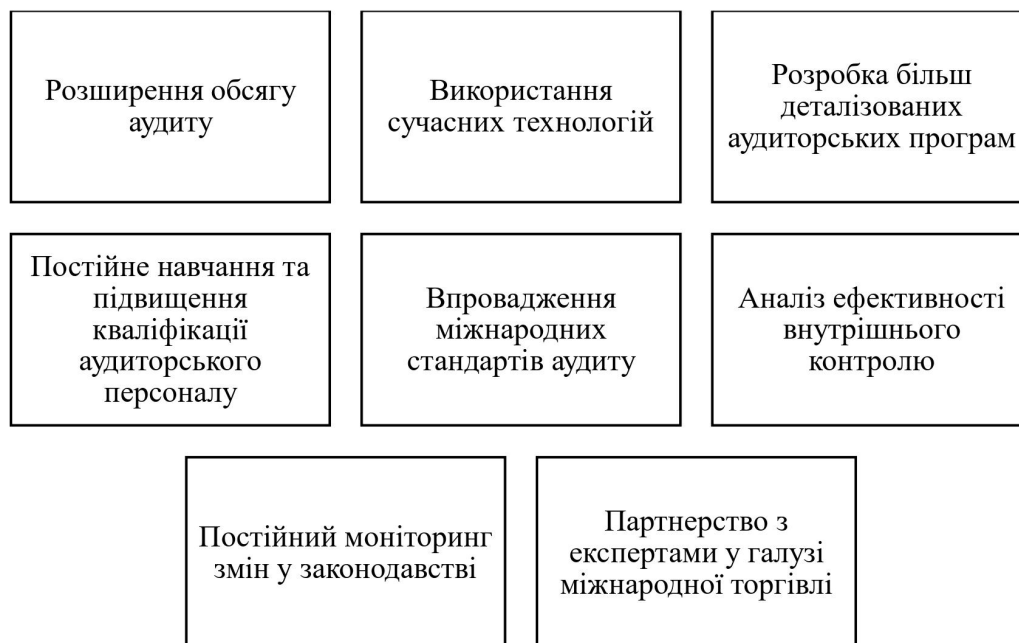 Розширення обсягу
аудиту
Використання
сучасних технологій
Розробка більш
деталізованих
аудиторських програм
Постійне навчання та
підвищення
кваліфікації
аудиторського
персоналу
Впровадження
міжнародних
стандартів аудиту
Аналіз ефективності
внутрішнього
контролю
Постійний моніторинг
змін у законодавстві
Партнерство з
експертами у галузі
міжнародної торгівлі